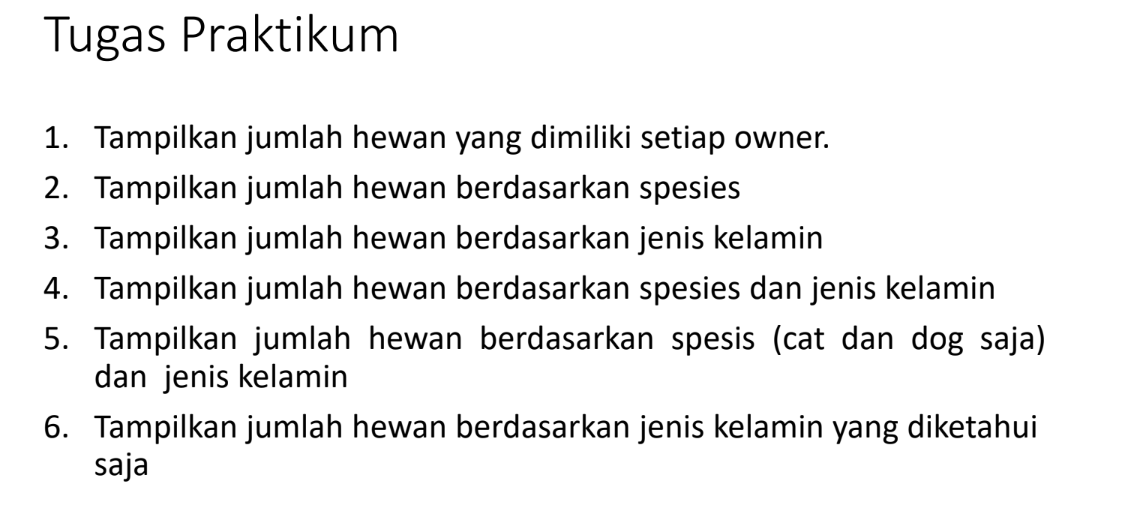 Tugas Praktikum
1. Tampilkan jumlah hewan yang dimiliki setiap owner.
2. Tampilkan jumlah hewan berdasarkan spesies
3. Tampilkan jumlah hewan berdasarkan jenis kelamin
4. Tampilkan jumlah hewan berdasarkan spesies dan jenis kelamin
5. Tampilkan jumlah hewan berdasarkan spesis (cat dan dog saja)
dan jenis kelamin
6. Tampilkan jumlah hewan berdasarkan jenis kelamin yang diketahui
saja